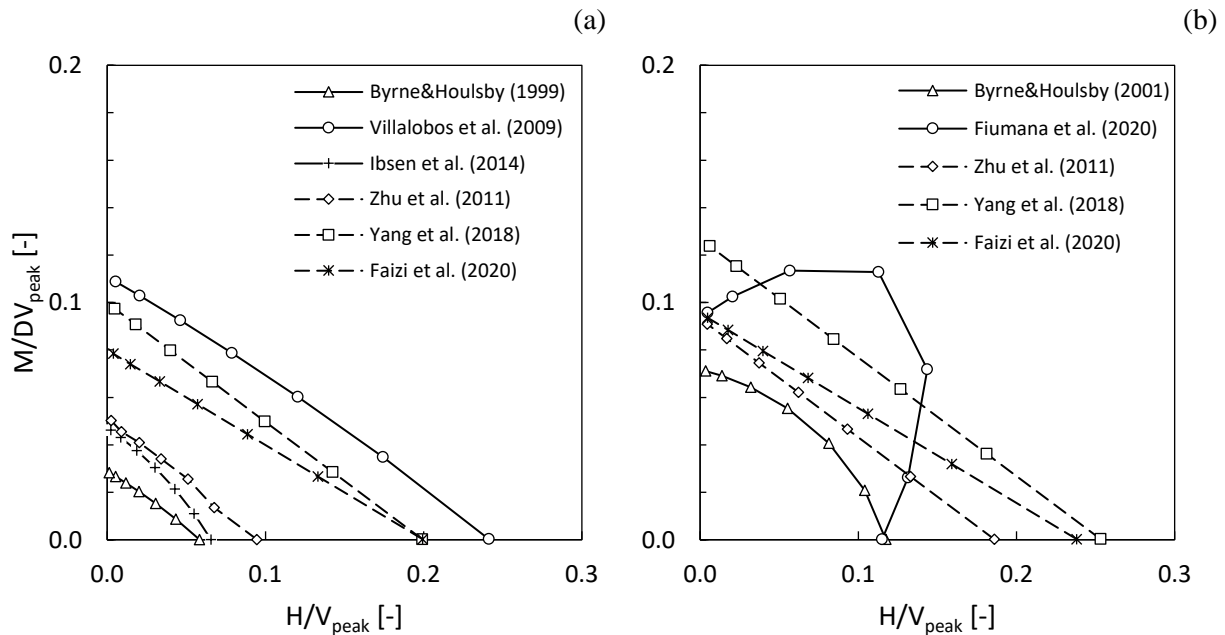 (a)
0.2
0.1
0.0
M/DVpeak [-]
Byrne&Houlsby (1999)
Villalobos et al. (2009)
Ibsen et al. (2014)
Zhu et al. (2011)
Yang et al. (2018)
Faizi et al. (2020)
0.0 0.1 0.2 0.3
H/Vpeak [-]
(b)
0.2
0.1
0.0
Byrne&Houlsby (2001)
Fiumana et al. (2020)
Zhu et al. (2011)
Yang et al. (2018)
Faizi et al. (2020)
0.0 0.1 0.2 0.3
H/Vpeak [-]